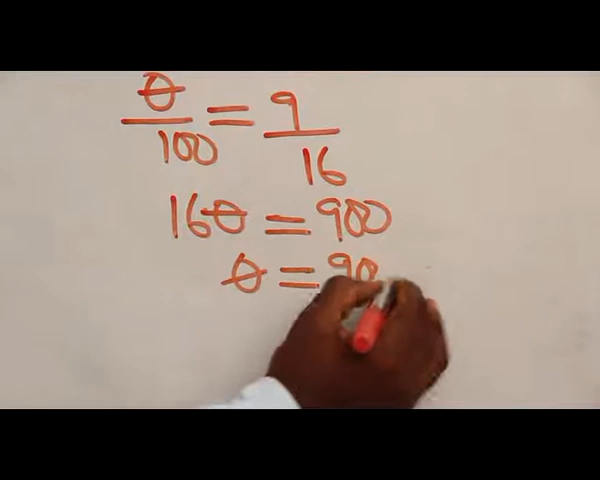 θ/100 = 9/16
16θ = 900
θ = 90